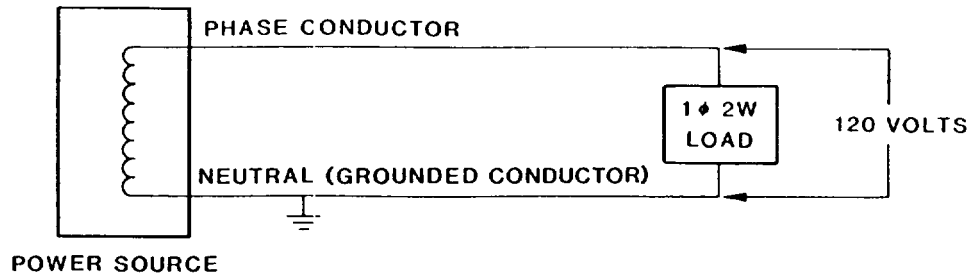 PHASE CONDUCTOR
1ϕ 2W
LOAD
120 VOLTS
NEUTRAL (GROUNDED CONDUCTOR)
POWER SOURCE